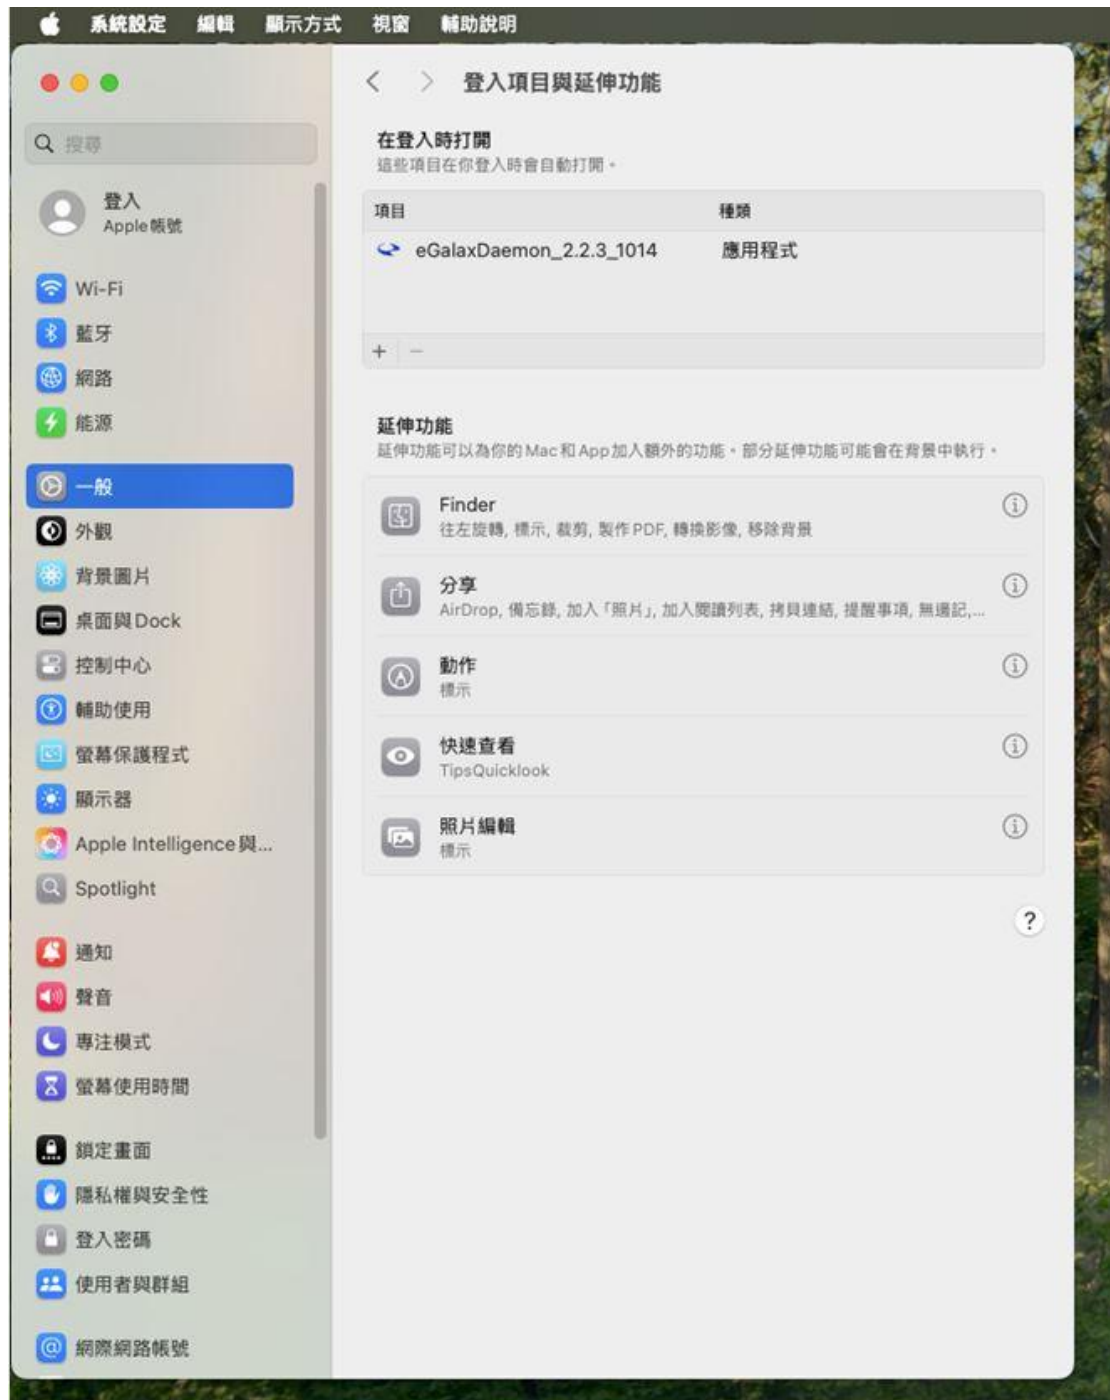 系統設定 編輯 顯示方式 視窗 輔助說明
登入項目與延伸功能
搜尋
登入
Apple帳號
Wi-Fi
藍牙
網路
能源
一般
外觀
背景圖片
桌面與Dock
控制中心
輔助使用
螢幕保護程式
顯示器
Apple Intelligence與...
Spotlight
通知
聲音
專注模式
螢幕使用時間
鎖定畫面
隱私權與安全性
登入密碼
使用者與群組
網際網路帳號
在登入時打開
這些項目在你登入時會自動打開。
項目 種類
eGalaxDaemon_2.2.3_1014 應用程式
+ −
延伸功能
延伸功能可以為你的Mac和App加入額外的功能。部分延伸功能可能會在背景中執行。
Finder
往左旋轉, 標示, 裁剪, 製作PDF, 轉換影像, 移除背景
分享
AirDrop, 備忘錄, 加入「照片」, 加入閱讀列表, 拷貝連結, 提醒事項, 無邊記,...
動作
標示
快速查看
TipsQuicklook
照片編輯
標示
?